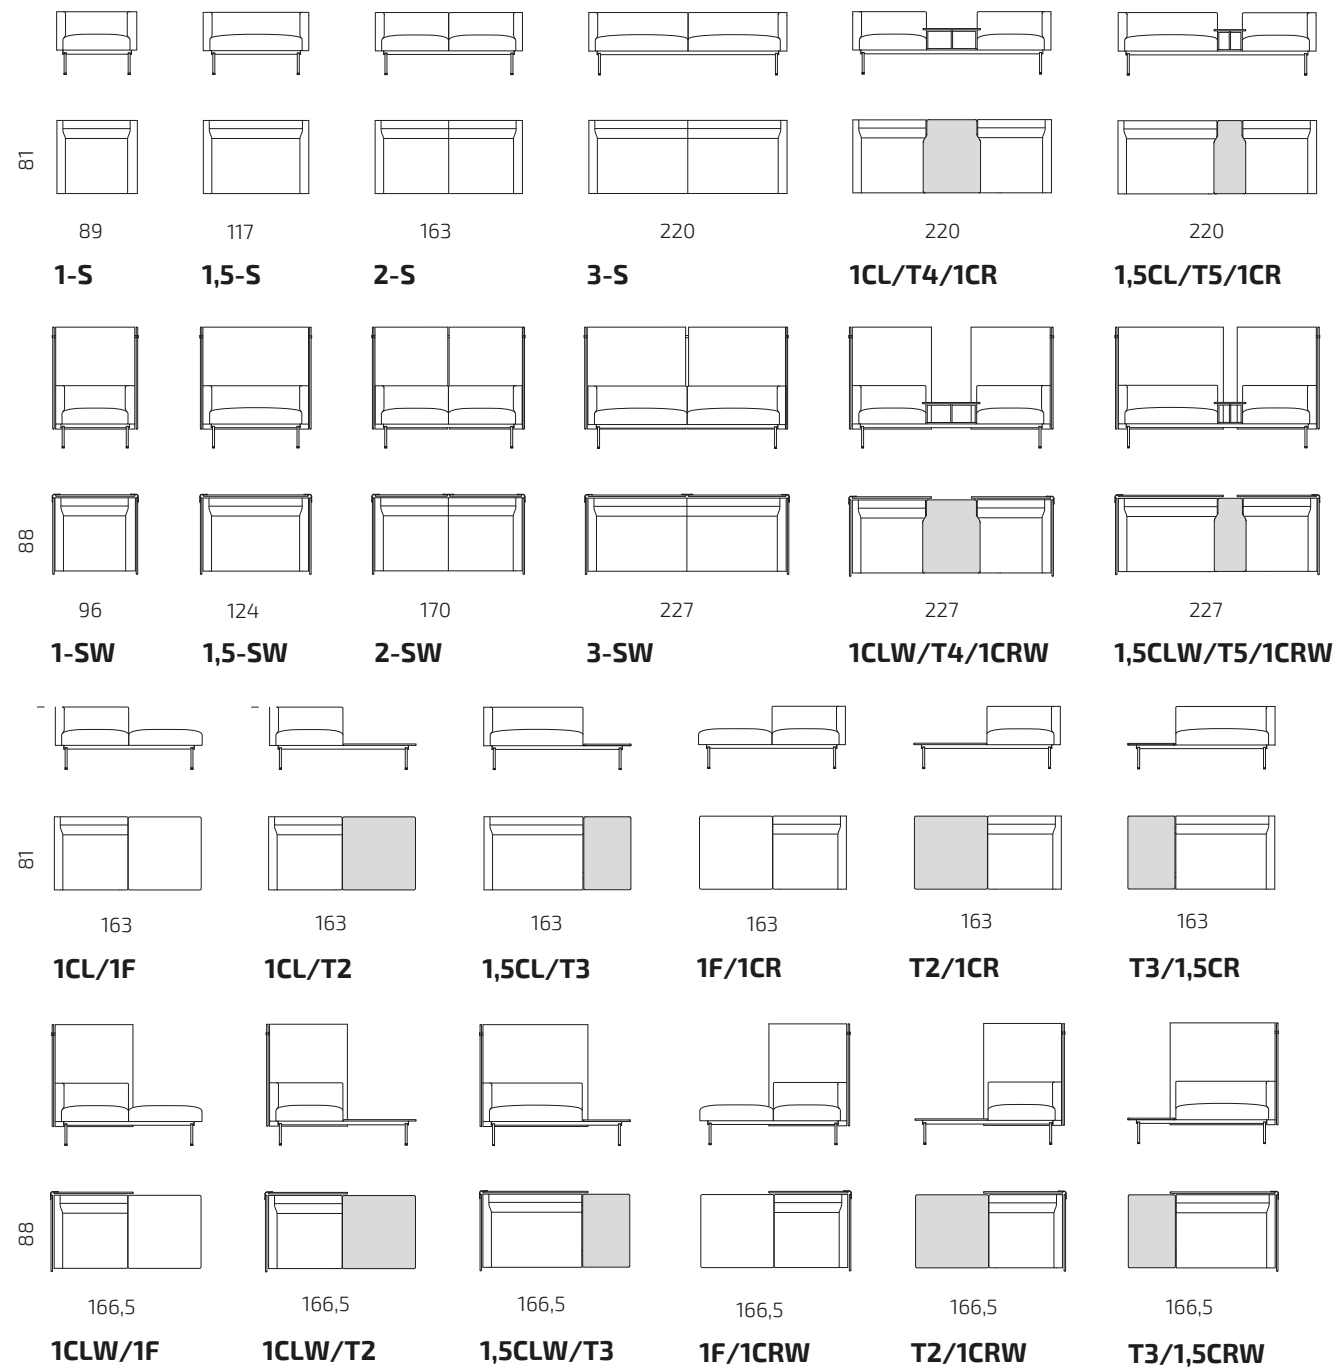 81
89 117 163 220 220 220
1-S 1,5-S 2-S 3-S 1CL/T4/1CR 1,5CL/T5/1CR
88
96 124 170 227 227 227
1-SW 1,5-SW 2-SW 3-SW 1CLW/T4/1CRW 1,5CLW/T5/1CRW
81
163 163 163 163 163 163
1CL/1F 1CL/T2 1,5CL/T3 1F/1CR T2/1CR T3/1,5CR
88
166,5 166,5 166,5 166,5 166,5 166,5
1CLW/1F 1CLW/T2 1,5CLW/T3 1F/1CRW T2/1CRW T3/1,5CRW